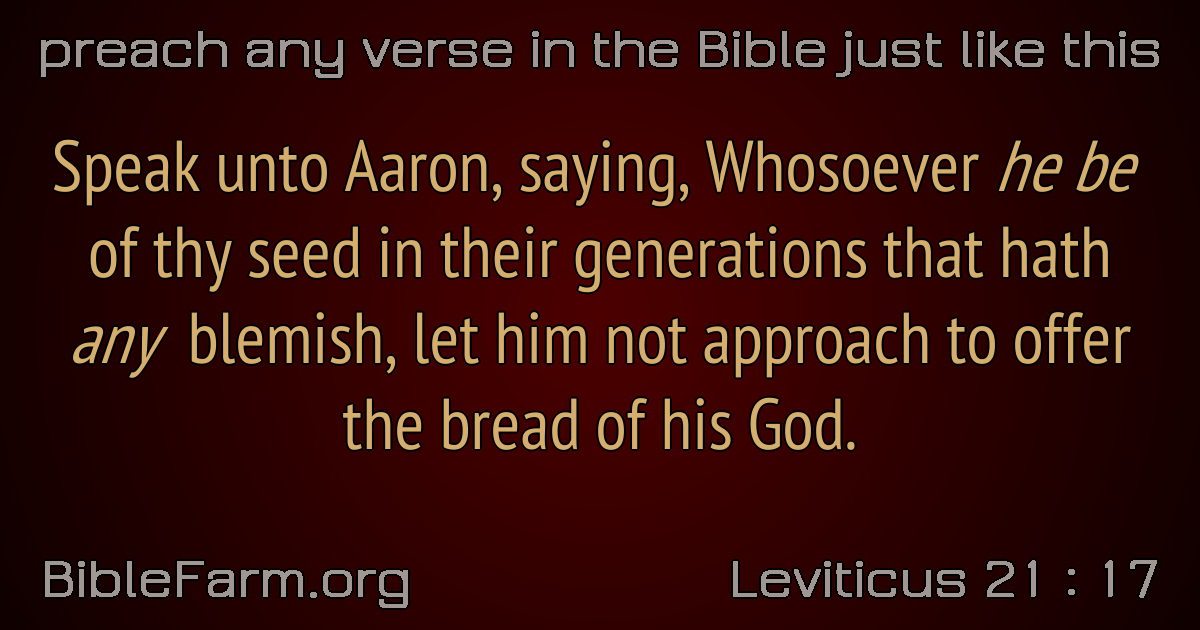 preach any verse in the Bible just like this
Speak unto Aaron, saying, Whosoever he be
of thy seed in their generations that hath
any blemish, let him not approach to offer
the bread of his God.
BibleFarm.org
Leviticus 21 : 17